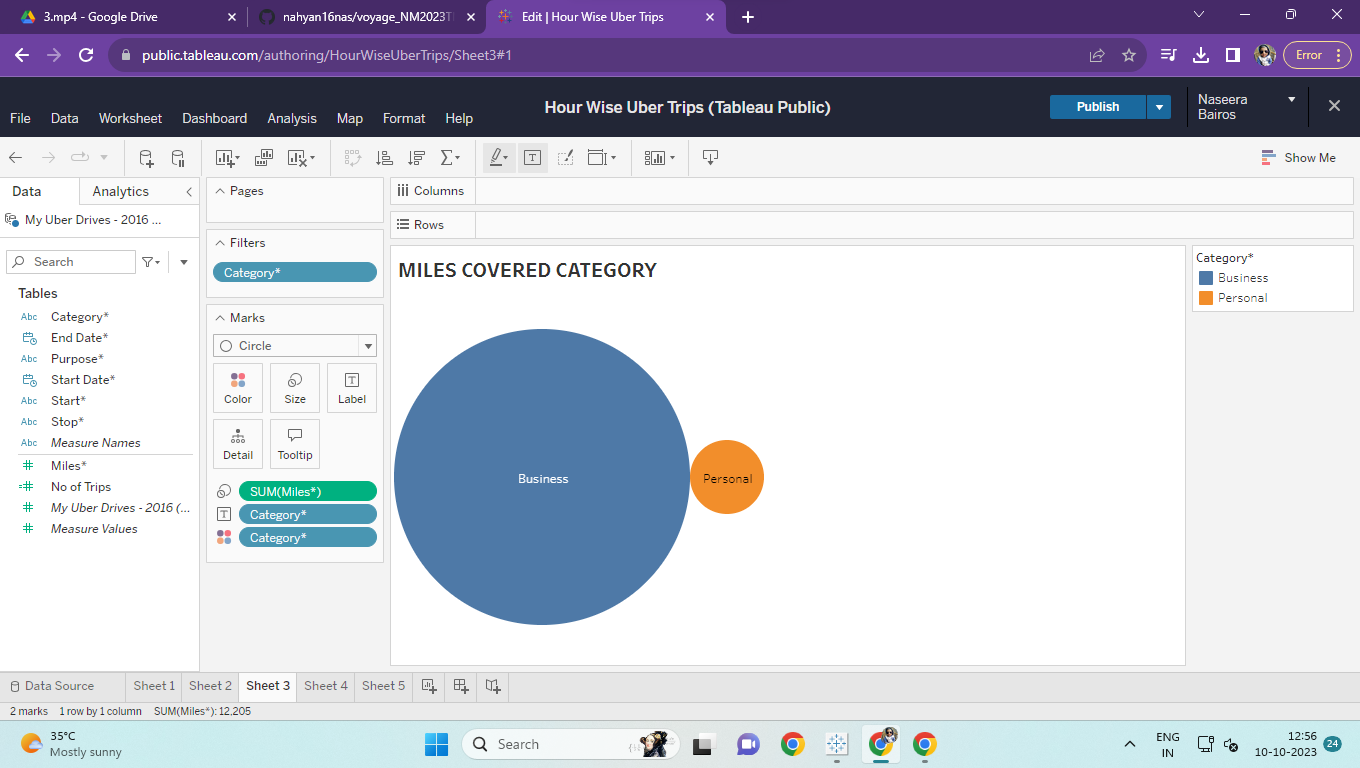 3.mp4 - Google Drive
nahyan16nas/voyage_NM2023T
Edit | Hour Wise Uber Trips
public.tableau.com/authoring/HourWiseUberTrips/Sheet3#1
Error
Hour Wise Uber Trips (Tableau Public)
Publish
Naseera
Bairos
File Data Worksheet Dashboard Analysis Map Format Help
Show Me
Data Analytics
Pages
Columns
My Uber Drives - 2016 ...
Rows
Filters
Category*
Search
MILES COVERED CATEGORY
Category*
Business
Personal
Tables
Abc Category*
End Date*
Abc Purpose*
Start Date*
Abc Start*
Abc Stop*
Abc Measure Names
Miles*
No of Trips
My Uber Drives - 2016 (...
Measure Values
Marks
Circle
Color Size Label
Detail Tooltip
SUM(Miles*)
Category*
Category*
Business
Personal
Data Source Sheet 1 Sheet 2 Sheet 3 Sheet 4 Sheet 5
2 marks 1 row by 1 column SUM(Miles*): 12,205
35°C
Mostly sunny
Search
ENG
IN
12:56
10-10-2023
24